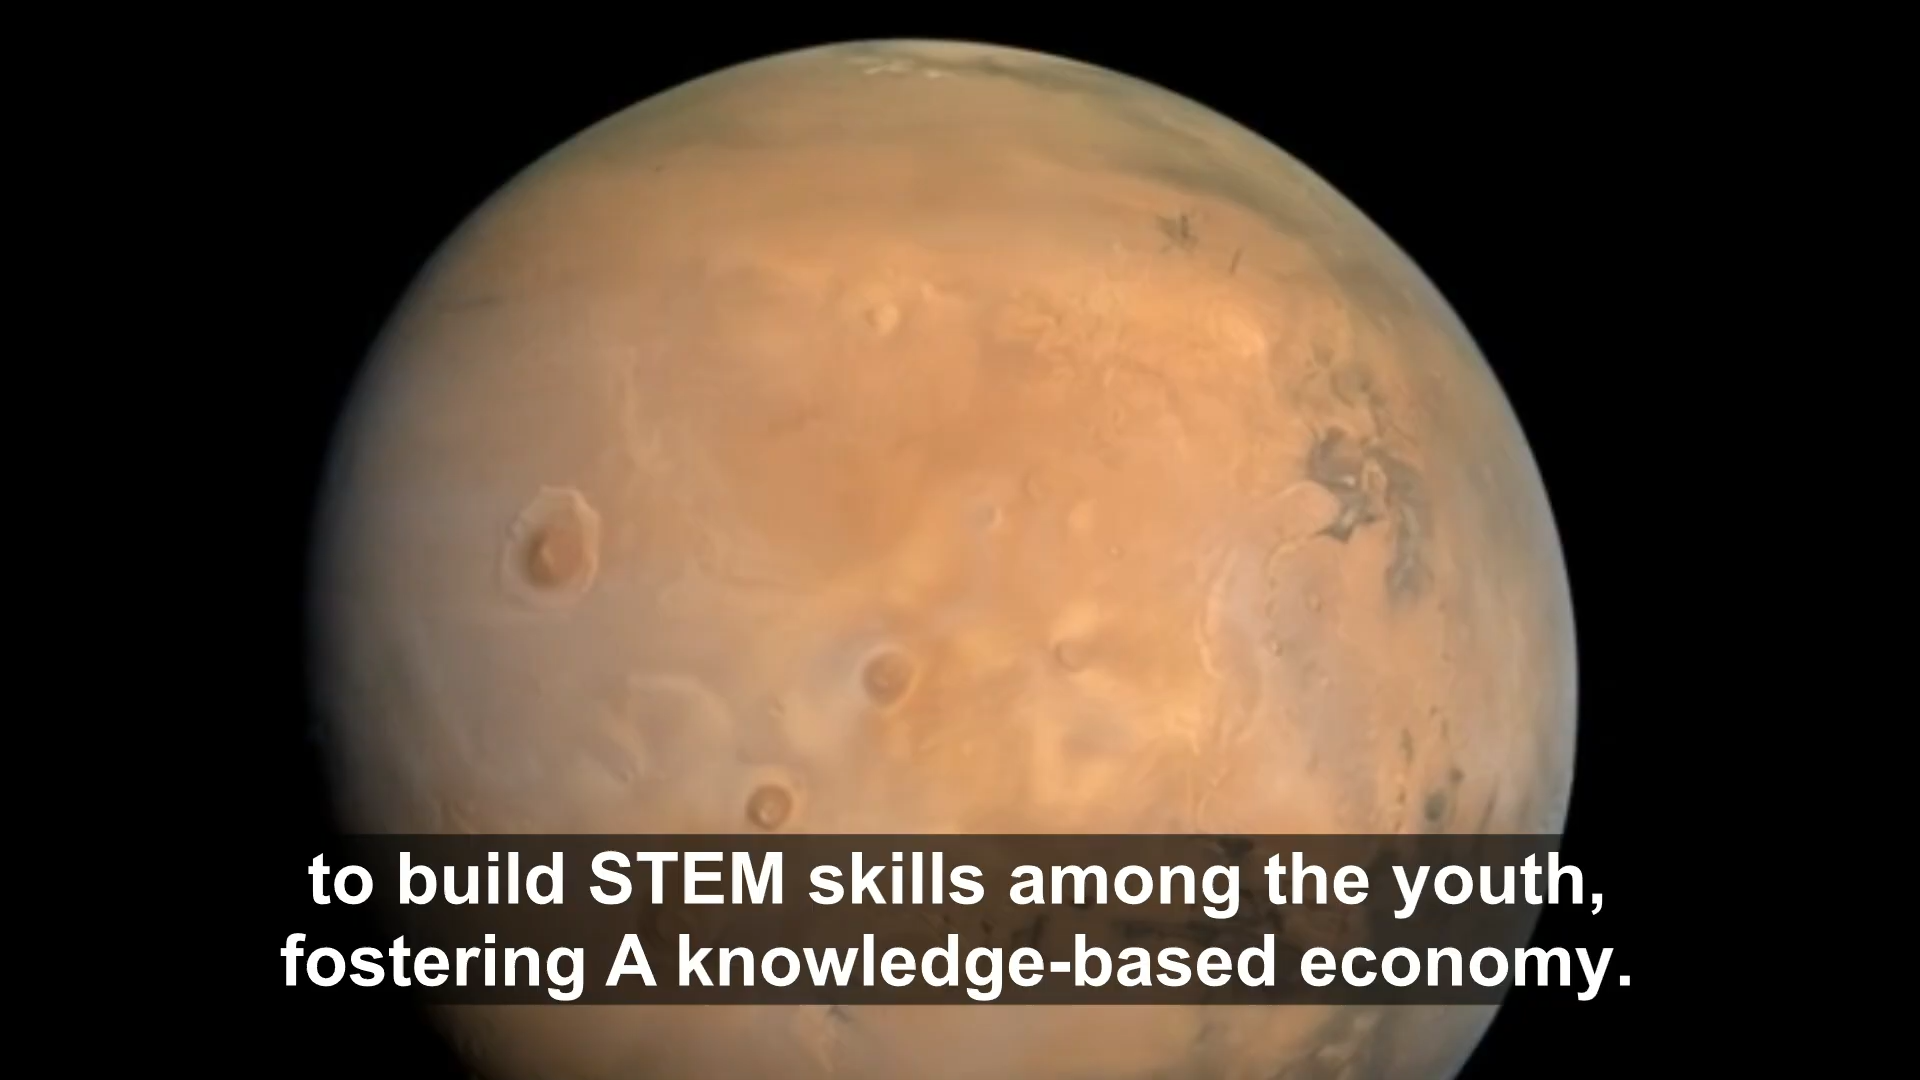 to build STEM skills among the youth,
fostering A knowledge-based economy.